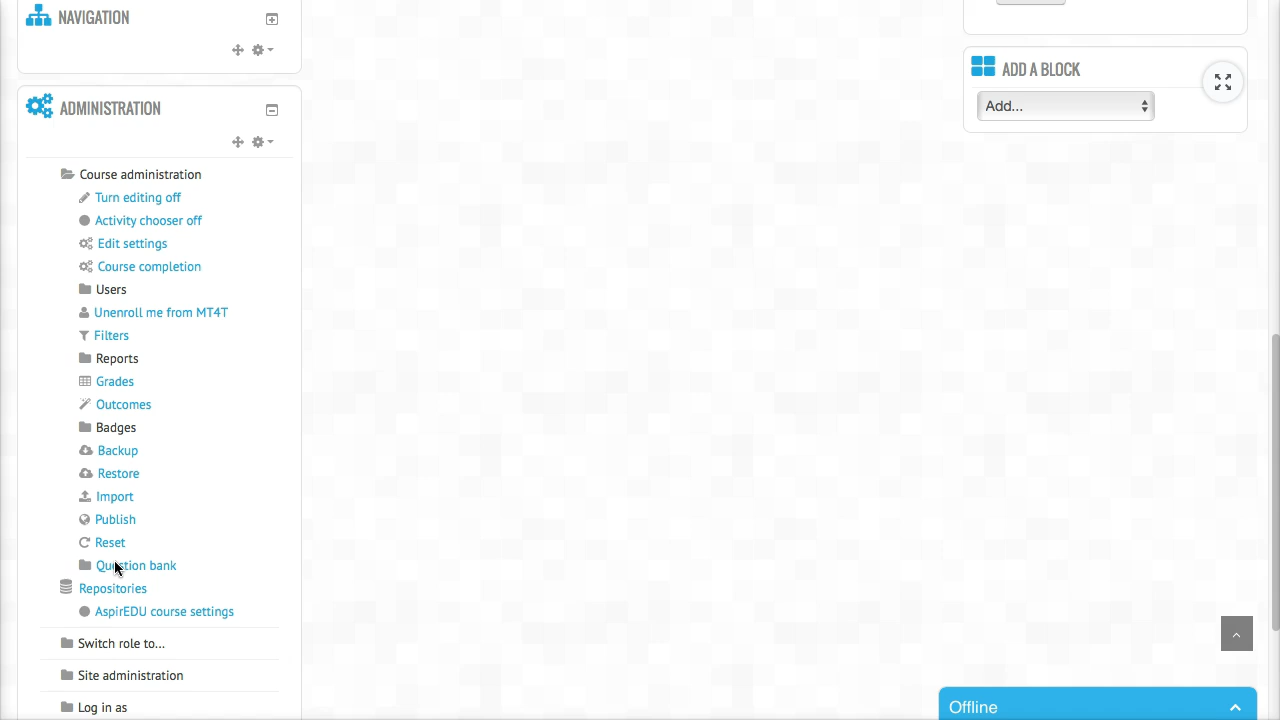 NAVIGATION
ADMINISTRATION
Course administration
Turn editing off
Activity chooser off
Edit settings
Course completion
Users
Unenroll me from MT4T
Filters
Reports
Grades
Outcomes
Badges
Backup
Restore
Import
Publish
Reset
Question bank
Repositories
AspirEDU course settings
Switch role to...
Site administration
Log in as
ADD A BLOCK
Add...
Offline